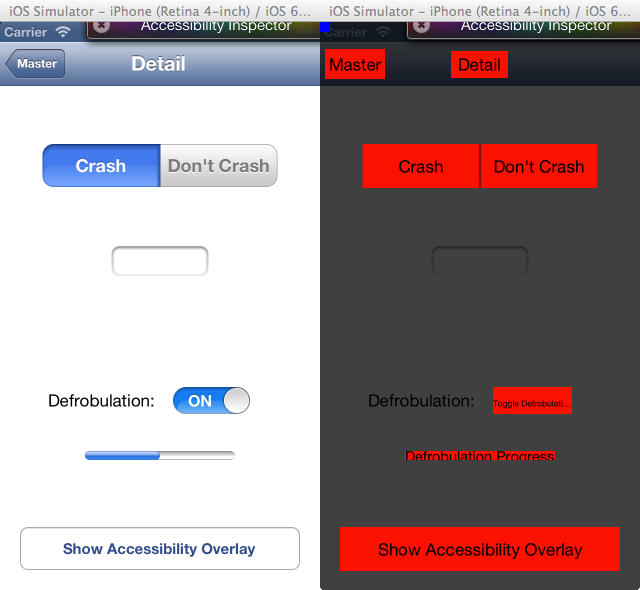 iOS Simulator – iPhone (Retina 4-inch) / iOS 6...
Carrier
Accessibility Inspector
Master
Detail
Crash
Don't Crash
Defrobulation:
ON
Show Accessibility Overlay
iOS Simulator – iPhone (Retina 4-inch) / iOS 6...
Carrier
Accessibility Inspector
Master
Detail
Crash
Don't Crash
Defrobulation:
Toggle Defrobulati...
Defrobulation Progress
Show Accessibility Overlay